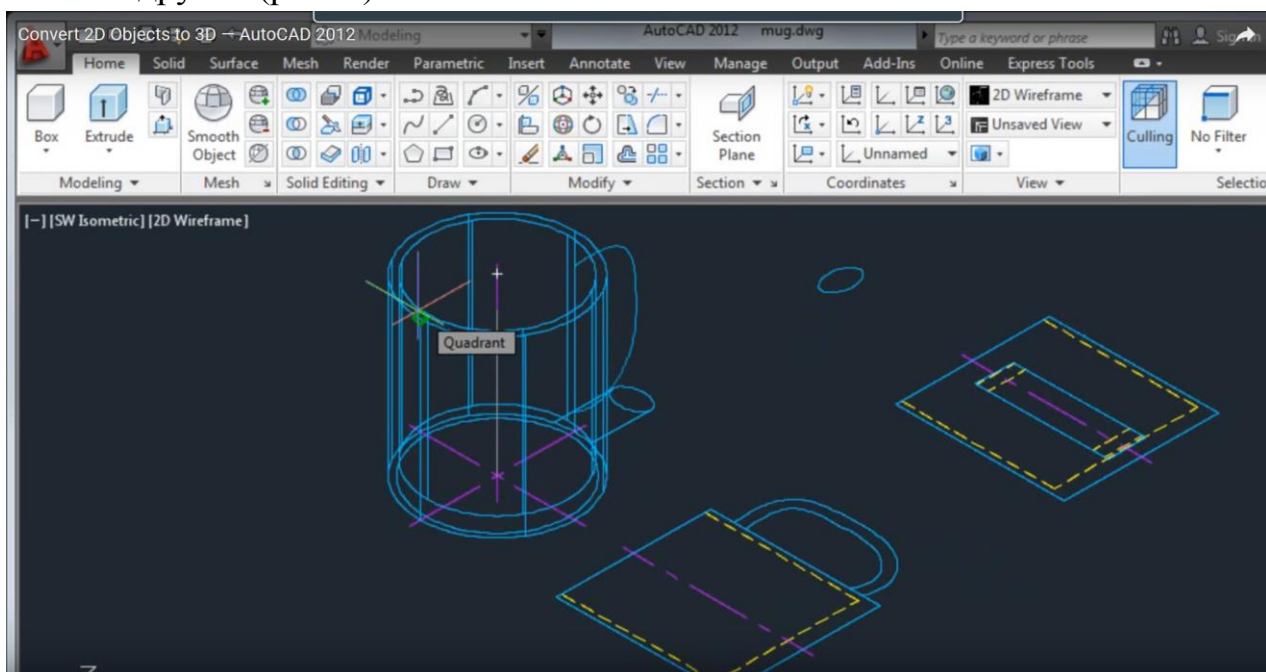 Convert 2D Objects to 3D — AutoCAD 2012
Modeling
AutoCAD 2012 mug.dwg
Type a keyword or phrase
Home Solid Surface Mesh Render Parametric Insert Annotate View Manage Output Add-Ins Online Express Tools
2D Wireframe
Unsaved View
Box Extrude Smooth Object Section Plane Unnamed Culling No Filter
Modeling Mesh Solid Editing Draw Modify Section Coordinates View
[−] [SW Isometric] [2D Wireframe]
Quadrant